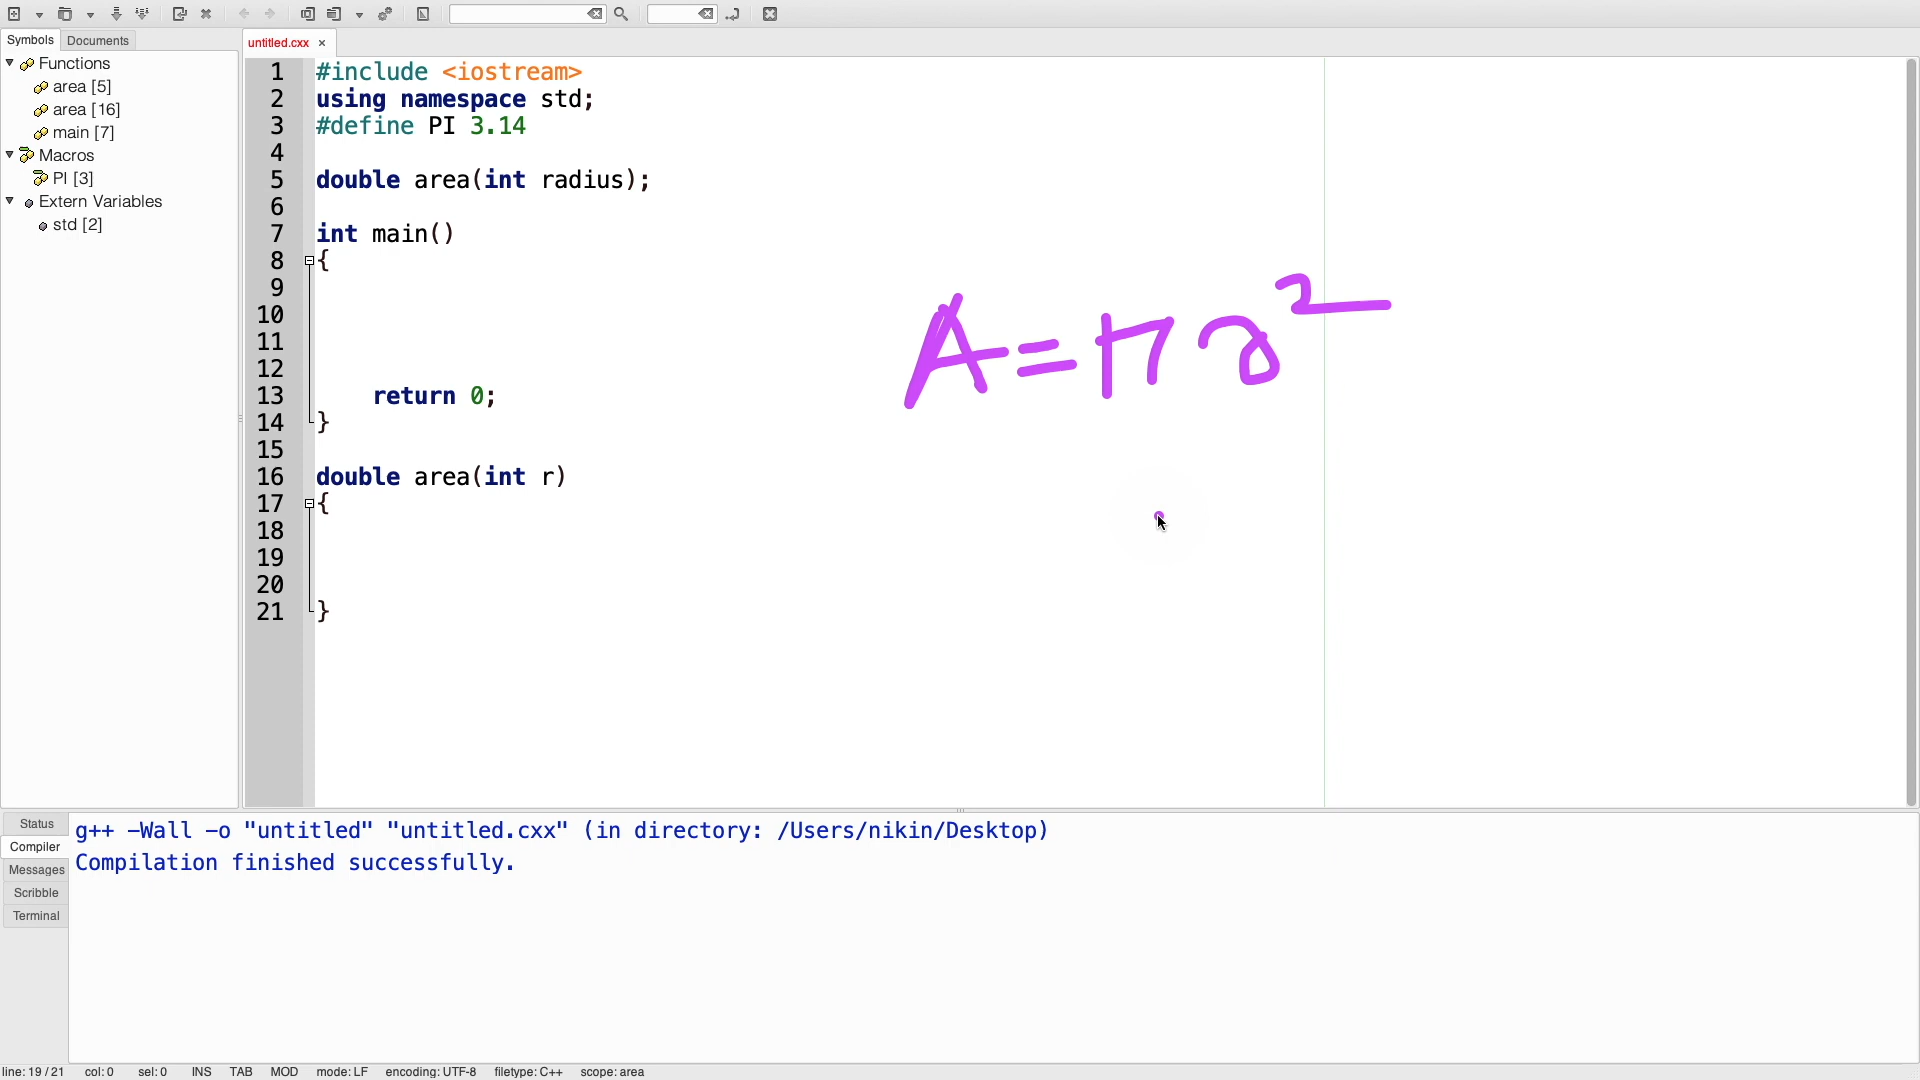 Symbols Documents
untitled.cxx ×
Functions
area [5]
area [16]
main [7]
Macros
PI [3]
Extern Variables
std [2]
1 #include <iostream>
2 using namespace std;
3 #define PI 3.14
4
5 double area(int radius);
6
7 int main()
8 {
9
10
11
12
13 return 0;
14 }
15
16 double area(int r)
17 {
18
19
20
21 }
A=πr²
Status
Compiler
Messages
Scribble
Terminal
g++ -Wall -o "untitled" "untitled.cxx" (in directory: /Users/nikin/Desktop)
Compilation finished successfully.
line: 19 / 21 col: 0 sel: 0 INS TAB MOD mode: LF encoding: UTF-8 filetype: C++ scope: area